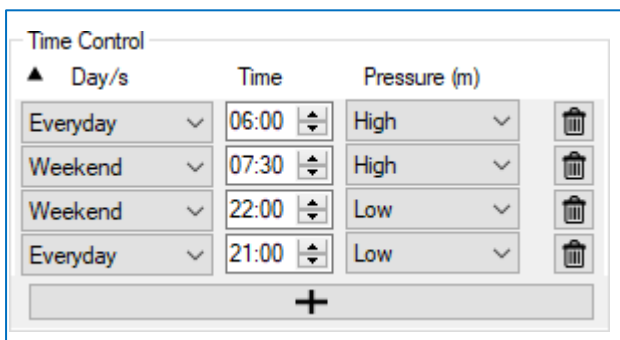 Time Control
▲ Day/s Time Pressure (m)
Everyday 06:00 High
Weekend 07:30 High
Weekend 22:00 Low
Everyday 21:00 Low
+